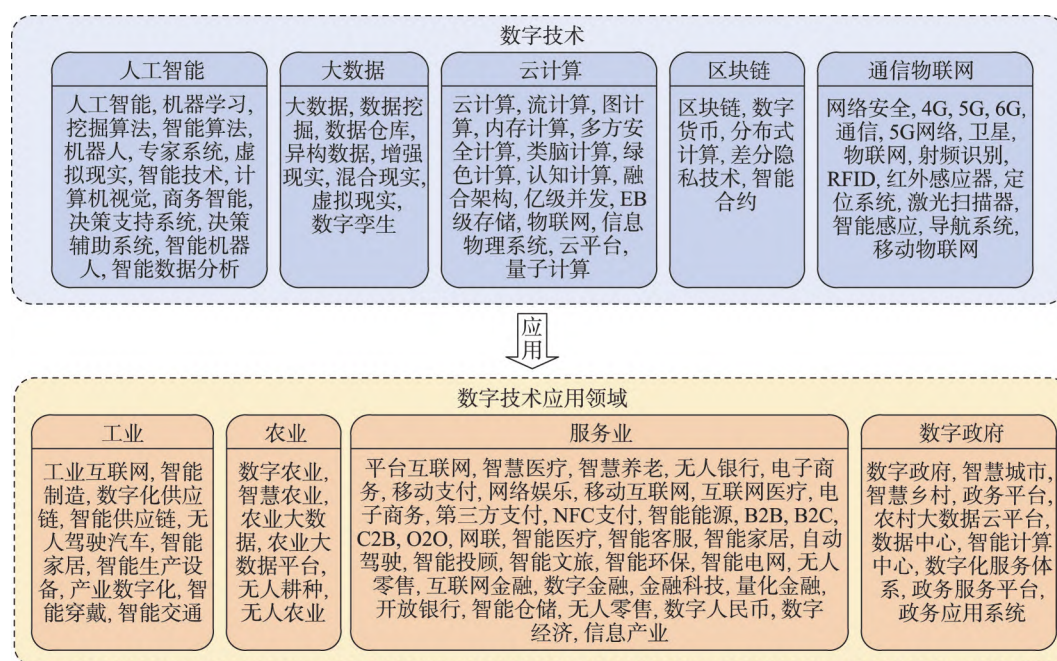 数字技术
人工智能
人工智能, 机器学习,
挖掘算法, 智能算法,
机器人, 专家系统, 虚
拟现实, 智能技术, 计
算机视觉, 商务智能,
决策支持系统, 决策
辅助系统, 智能机器
人, 智能数据分析
大数据
大数据, 数据挖
掘, 数据仓库,
异构数据, 增强
现实, 混合现实,
虚拟现实,
数字孪生
云计算
云计算, 流计算, 图计
算, 内存计算, 多方安
全计算, 类脑计算, 绿
色计算, 认知计算, 融
合架构, 亿级并发, EB
级存储, 物联网, 信息
物理系统, 云平台,
量子计算
区块链
区块链, 数字
货币, 分布式
计算, 差分隐
私技术, 智能
合约
通信物联网
网络安全, 4G, 5G, 6G,
通信, 5G网络, 卫星,
物联网, 射频识别,
RFID, 红外感应器, 定
位系统, 激光扫描器,
智能感应, 导航系统,
移动物联网
应
用
数字技术应用领域
工业
工业互联网, 智能
制造, 数字化供应
链, 智能供应链, 无
人驾驶汽车, 智能
家居, 智能生产设
备, 产业数字化, 智
能穿戴, 智能交通
农业
数字农业,
智慧农业,
农业大数
据, 农业大
数据平台,
无人耕种,
无人农业
服务业
平台互联网, 智慧医疗, 智慧养老, 无人银行, 电子商
务, 移动支付, 网络娱乐, 移动互联网, 互联网医疗, 电
子商务, 第三方支付, NFC支付, 智能能源, B2B, B2C,
C2B, O2O, 网联, 智能医疗, 智能客服, 智能家居, 自动
驾驶, 智能投顾, 智能文旅, 智能环保, 智能电网, 无人
零售, 互联网金融, 数字金融, 金融科技, 量化金融,
开放银行, 智能仓储, 无人零售, 数字人民币, 数字
经济, 信息产业
数字政府
数字政府, 智慧城市,
智慧乡村, 政务平台,
农村大数据云平台,
数据中心, 智能计算
中心, 数字化服务体
系, 政务服务平台,
政务应用系统